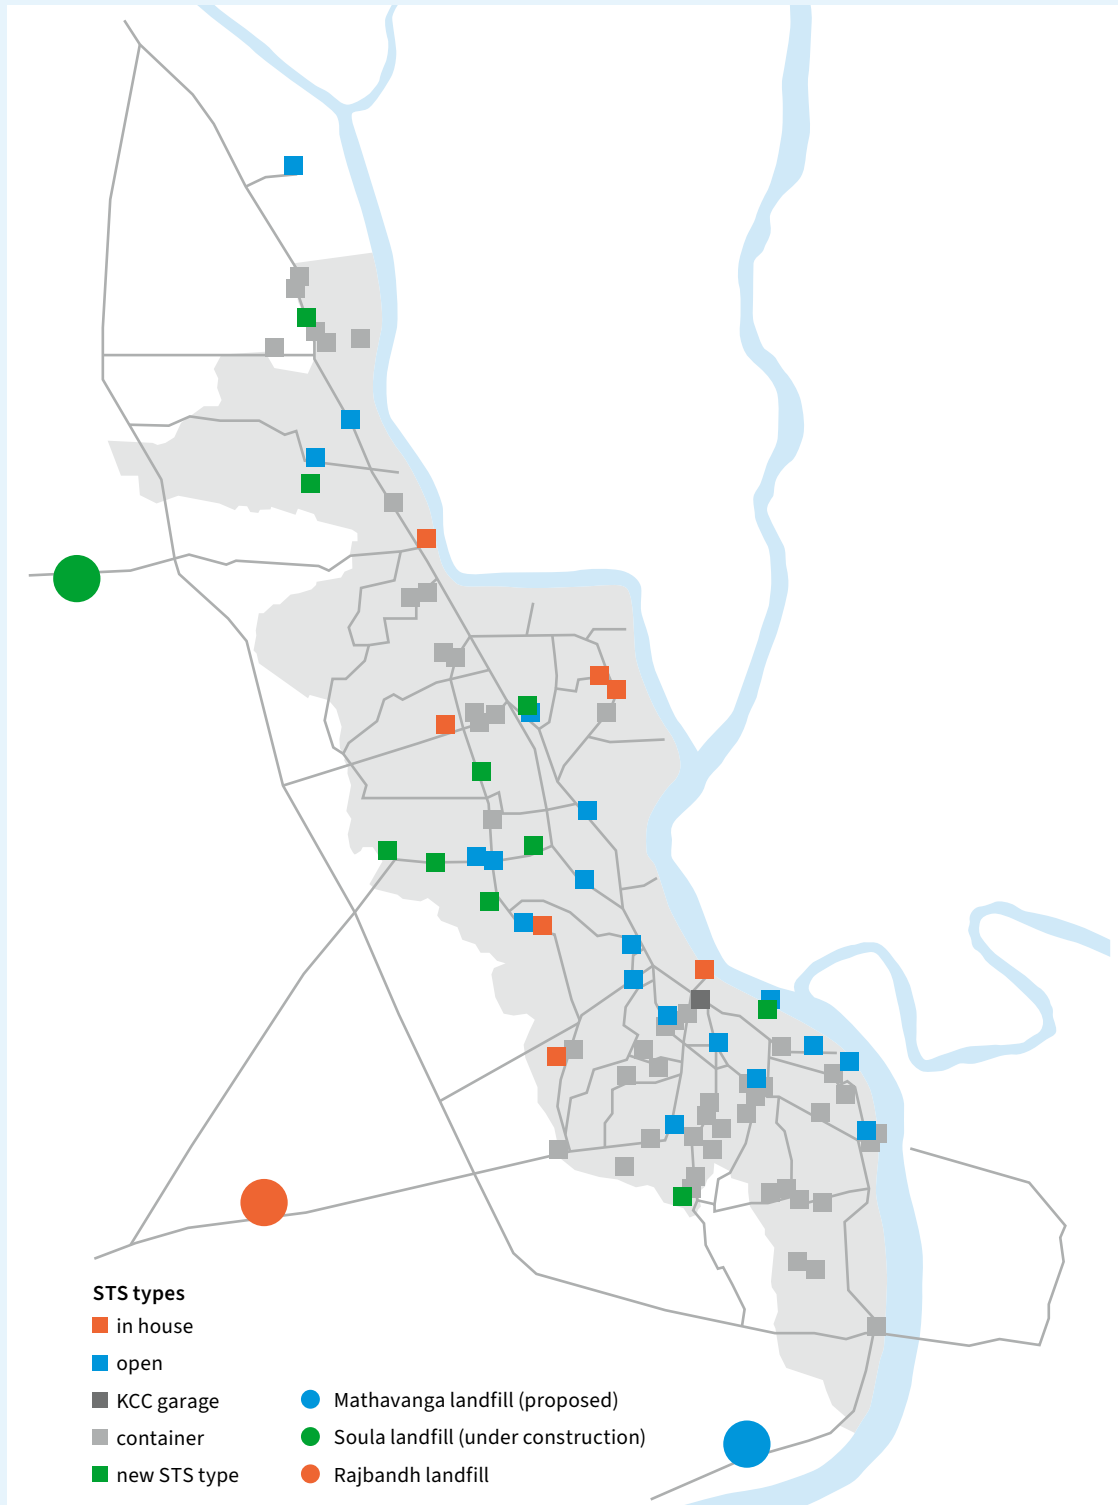 STS types
in house
open
KCC garage
container
new STS type
Mathavanga landfill (proposed)
Soula landfill (under construction)
Rajbandh landfill